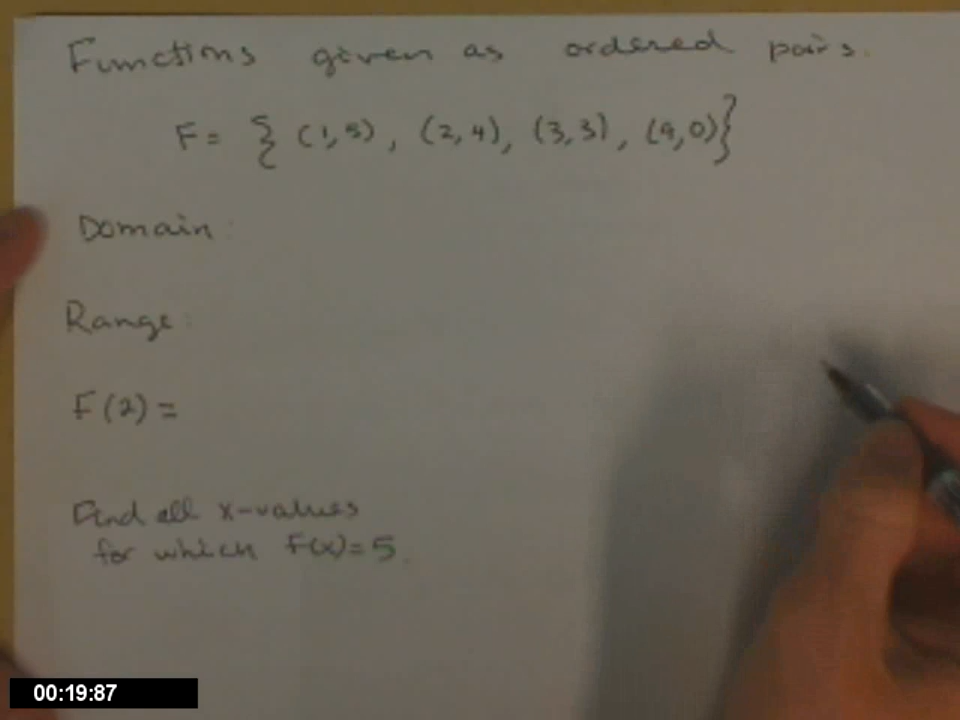 Functions given as ordered pairs.
F = { (1,5), (2,4), (3,3), (9,0)}
Domain:
Range:
F(2) =
Find all x-values
for which F(x)=5.
00:19:87